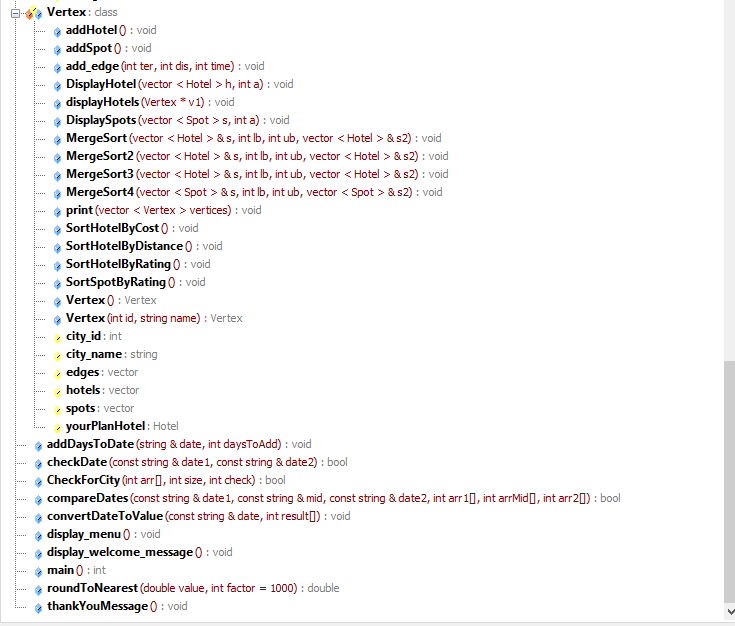 Vertex : class
addHotel () : void
addSpot () : void
add_edge (int ter, int dis, int time) : void
DisplayHotel (vector < Hotel > h, int a) : void
displayHotels (Vertex * v1) : void
DisplaySpots (vector < Spot > s, int a) : void
MergeSort (vector < Hotel > & s, int lb, int ub, vector < Hotel > & s2) : void
MergeSort2 (vector < Hotel > & s, int lb, int ub, vector < Hotel > & s2) : void
MergeSort3 (vector < Hotel > & s, int lb, int ub, vector < Hotel > & s2) : void
MergeSort4 (vector < Spot > & s, int lb, int ub, vector < Spot > & s2) : void
print (vector < Vertex > vertices) : void
SortHotelByCost () : void
SortHotelByDistance () : void
SortHotelByRating () : void
SortSpotByRating () : void
Vertex () : Vertex
Vertex (int id, string name) : Vertex
city_id : int
city_name : string
edges : vector
hotels : vector
spots : vector
yourPlanHotel : Hotel
addDaysToDate (string & date, int daysToAdd) : void
checkDate (const string & date1, const string & date2) : bool
CheckForCity (int arr[], int size, int check) : bool
compareDates (const string & date1, const string & mid, const string & date2, int arr1[], int arrMid[], int arr2[]) : bool
convertDateToValue (const string & date, int result[]) : void
display_menu () : void
display_welcome_message () : void
main () : int
roundToNearest (double value, int factor = 1000) : double
thankYouMessage () : void